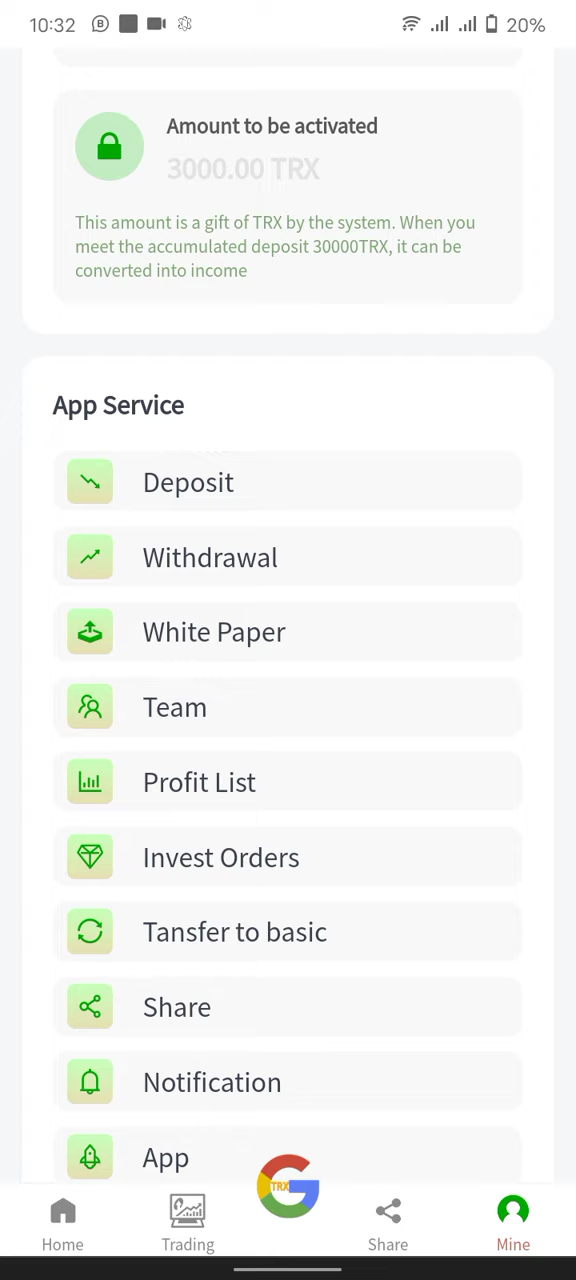 10:32
20%
Amount to be activated
3000.00 TRX
This amount is a gift of TRX by the system. When you
meet the accumulated deposit 30000TRX, it can be
converted into income
App Service
Deposit
Withdrawal
White Paper
Team
Profit List
Invest Orders
Tansfer to basic
Share
Notification
App
TRX
Home
Trading
Share
Mine